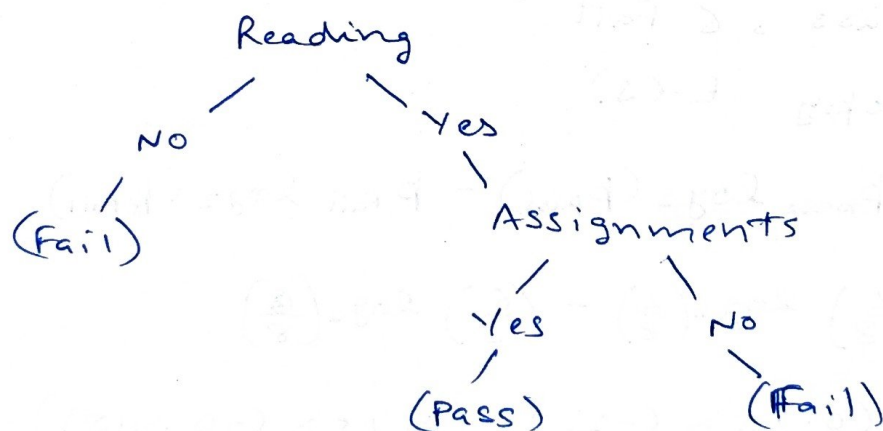 Reading
NO
Yes
(Fail)
Assignments
Yes
No
(Pass)
(Fail)